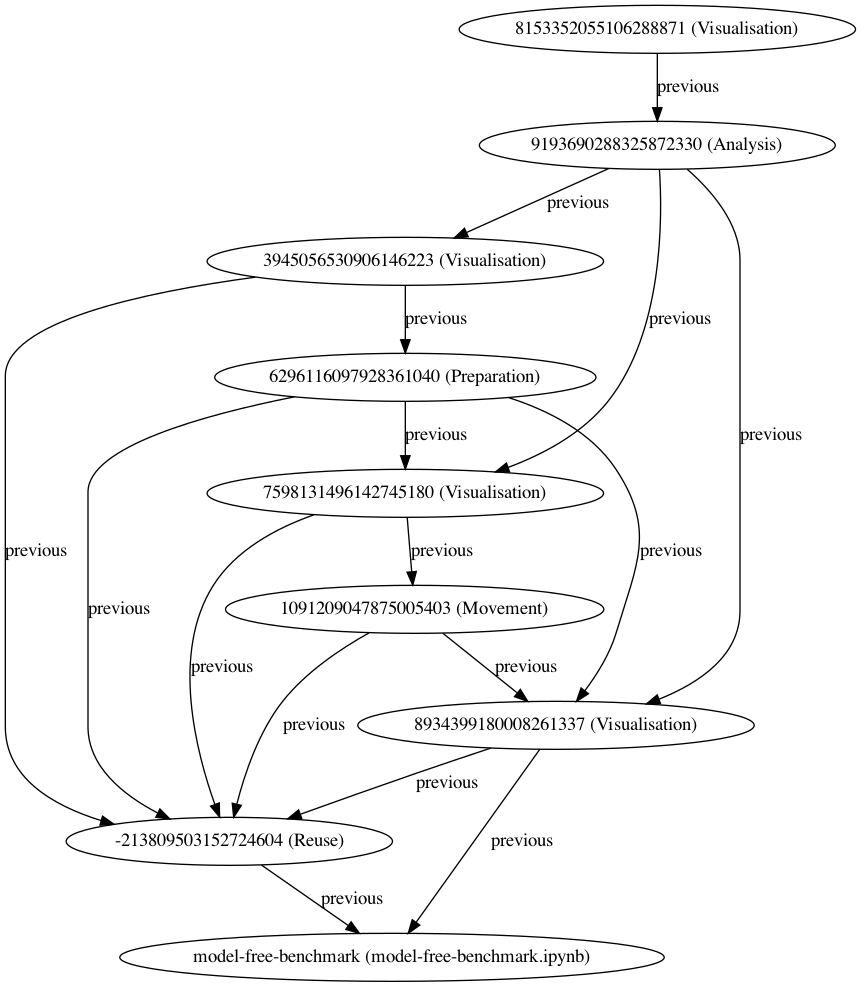 8153352055106288871 (Visualisation)
previous
9193690288325872330 (Analysis)
previous
3945056530906146223 (Visualisation)
previous
previous
6296116097928361040 (Preparation)
previous
previous
7598131496142745180 (Visualisation)
previous
previous
previous
previous
1091209047875005403 (Movement)
previous
previous
previous
8934399180008261337 (Visualisation)
previous
-213809503152724604 (Reuse)
previous
previous
model-free-benchmark (model-free-benchmark.ipynb)